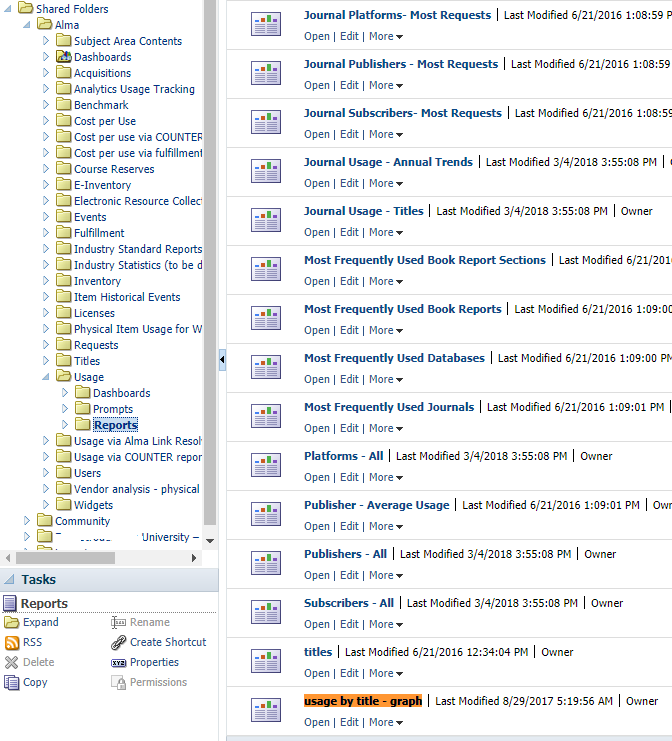 Shared Folders
Alma
Subject Area Contents
Dashboards
Acquisitions
Analytics Usage Tracking
Benchmark
Cost per Use
Cost per use via COUNTER
Cost per use via fulfillment
Course Reserves
E-Inventory
Electronic Resource Collec
Events
Fulfillment
Industry Standard Reports
Industry Statistics (to be d
Inventory
Item Historical Events
Licenses
Physical Item Usage for W
Requests
Titles
Usage
Dashboards
Prompts
Reports
Usage via Alma Link Resol
Usage via COUNTER repor
Users
Vendor analysis - physical
Widgets
Community
University –
Tasks
Reports
Expand
Rename
RSS
Create Shortcut
Delete
Properties
Copy
Permissions
Journal Platforms- Most Requests | Last Modified 6/21/2016 1:08:59 P
Open | Edit | More
Journal Publishers - Most Requests | Last Modified 6/21/2016 1:08:59
Open | Edit | More
Journal Subscribers- Most Requests | Last Modified 6/21/2016 1:08:59
Open | Edit | More
Journal Usage - Annual Trends | Last Modified 3/4/2018 3:55:08 PM |
Open | Edit | More
Journal Usage - Titles | Last Modified 3/4/2018 3:55:08 PM | Owner
Open | Edit | More
Most Frequently Used Book Report Sections | Last Modified 6/21/201
Open | Edit | More
Most Frequently Used Book Reports | Last Modified 6/21/2016 1:09:00
Open | Edit | More
Most Frequently Used Databases | Last Modified 6/21/2016 1:09:00 PM
Open | Edit | More
Most Frequently Used Journals | Last Modified 6/21/2016 1:09:01 PM |
Open | Edit | More
Platforms - All | Last Modified 3/4/2018 3:55:08 PM | Owner
Open | Edit | More
Publisher - Average Usage | Last Modified 6/21/2016 1:09:01 PM | Own
Open | Edit | More
Publishers - All | Last Modified 3/4/2018 3:55:08 PM | Owner
Open | Edit | More
Subscribers - All | Last Modified 3/4/2018 3:55:08 PM | Owner
Open | Edit | More
titles | Last Modified 6/21/2016 12:34:04 PM | Owner
Open | Edit | More
usage by title - graph | Last Modified 8/29/2017 5:19:56 AM | Owner
Open | Edit | More